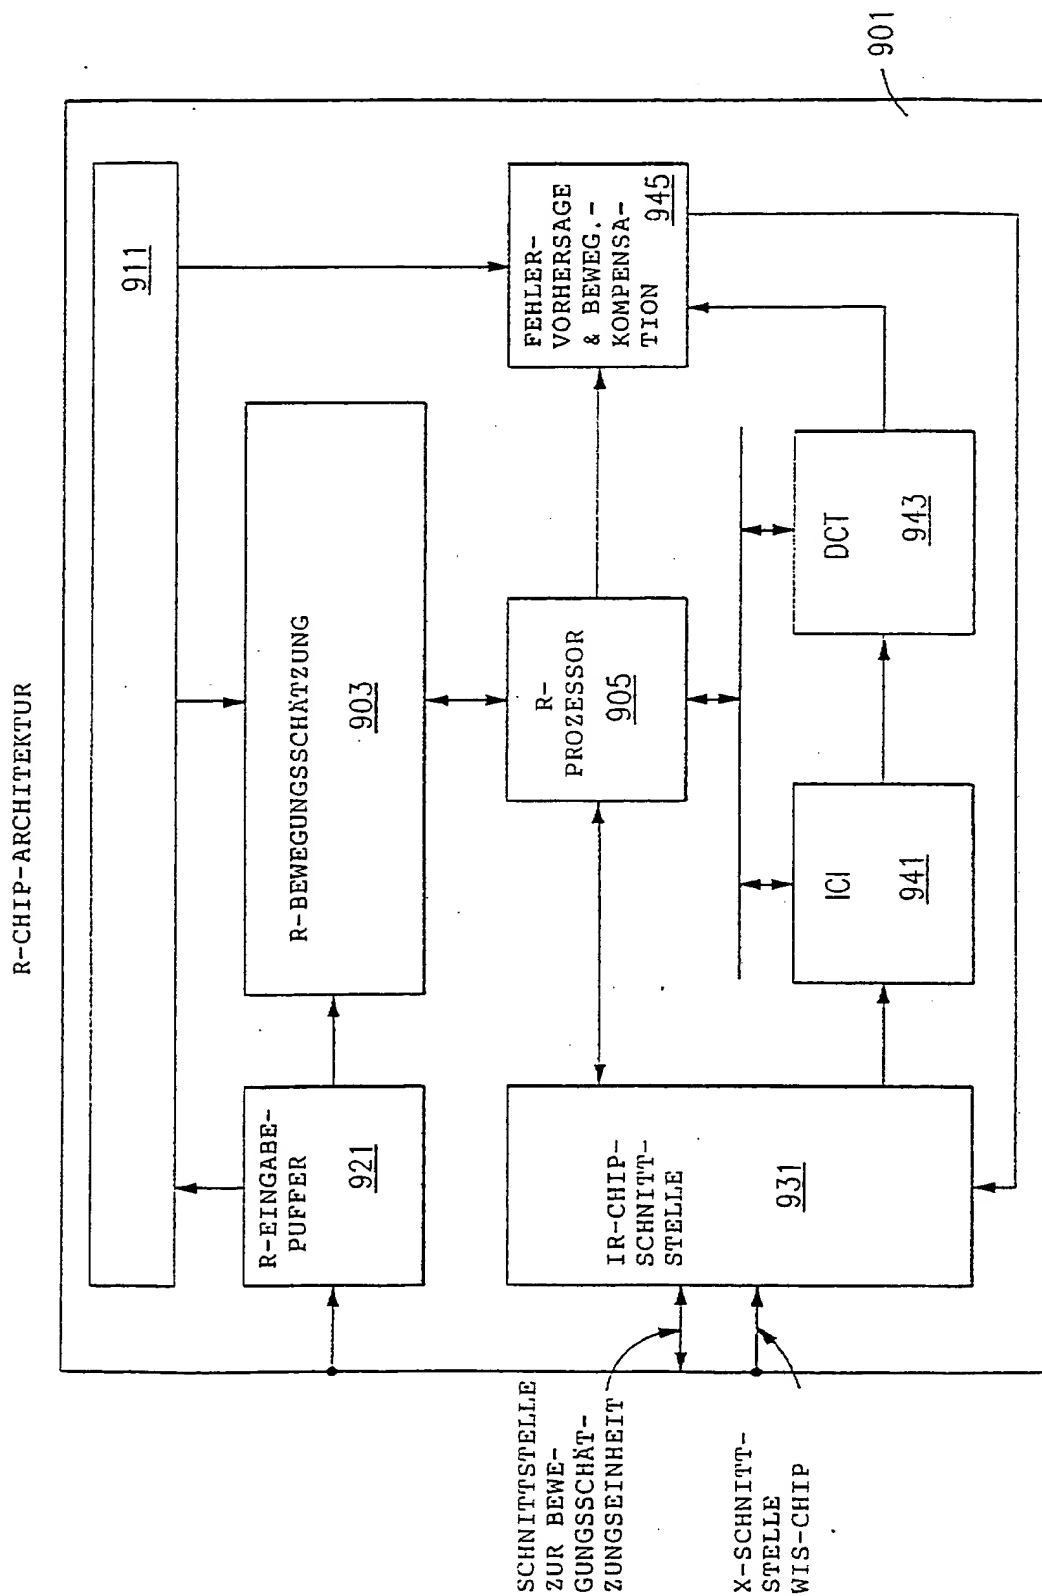 R-CHIP-ARCHITEKTUR
901
911
R-EINGABE-
PUFFER
921
R-BEWEGUNGSSCHÄTZUNG
903
FEHLER-
VORHERSAGE
& BEWEG.-
KOMPENSA-
TION
945
R-
PROZESSOR
905
IR-CHIP-
SCHNITT-
STELLE
931
ICI
941
DCT
943
SCHNITTSTELLE
ZUR BEWE-
GUNGSSCHÄT-
ZUNGSEINHEIT
X-SCHNITT-
STELLE
WIS-CHIP